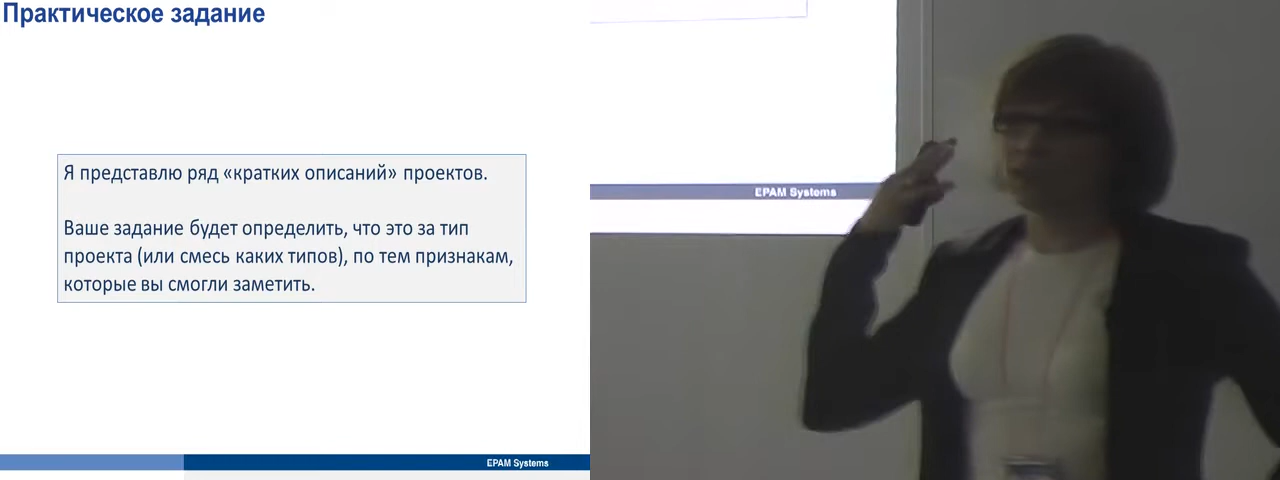 Практическое задание
Я представлю ряд «кратких описаний» проектов.
Ваше задание будет определить, что это за тип
проекта (или смесь каких типов), по тем признакам,
которые вы смогли заметить.
EPAM Systems
EPAM Systems